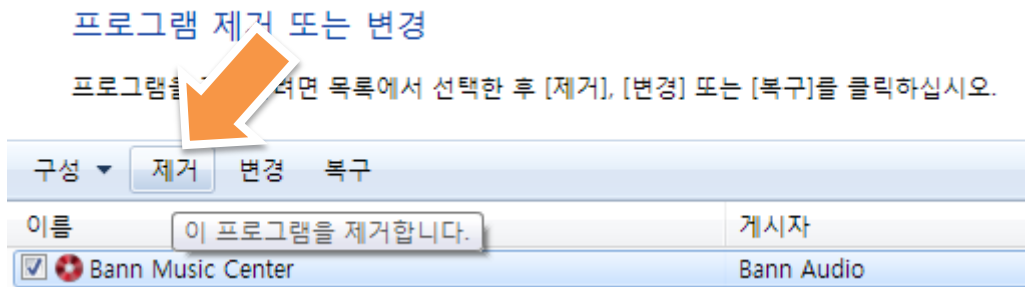 프로그램 제거 또는 변경
프로그램을 려면 목록에서 선택한 후 [제거], [변경] 또는 [복구]를 클릭하십시오.
구성 제거 변경 복구
이름 게시자
이 프로그램을 제거합니다.
Bann Music Center Bann Audio